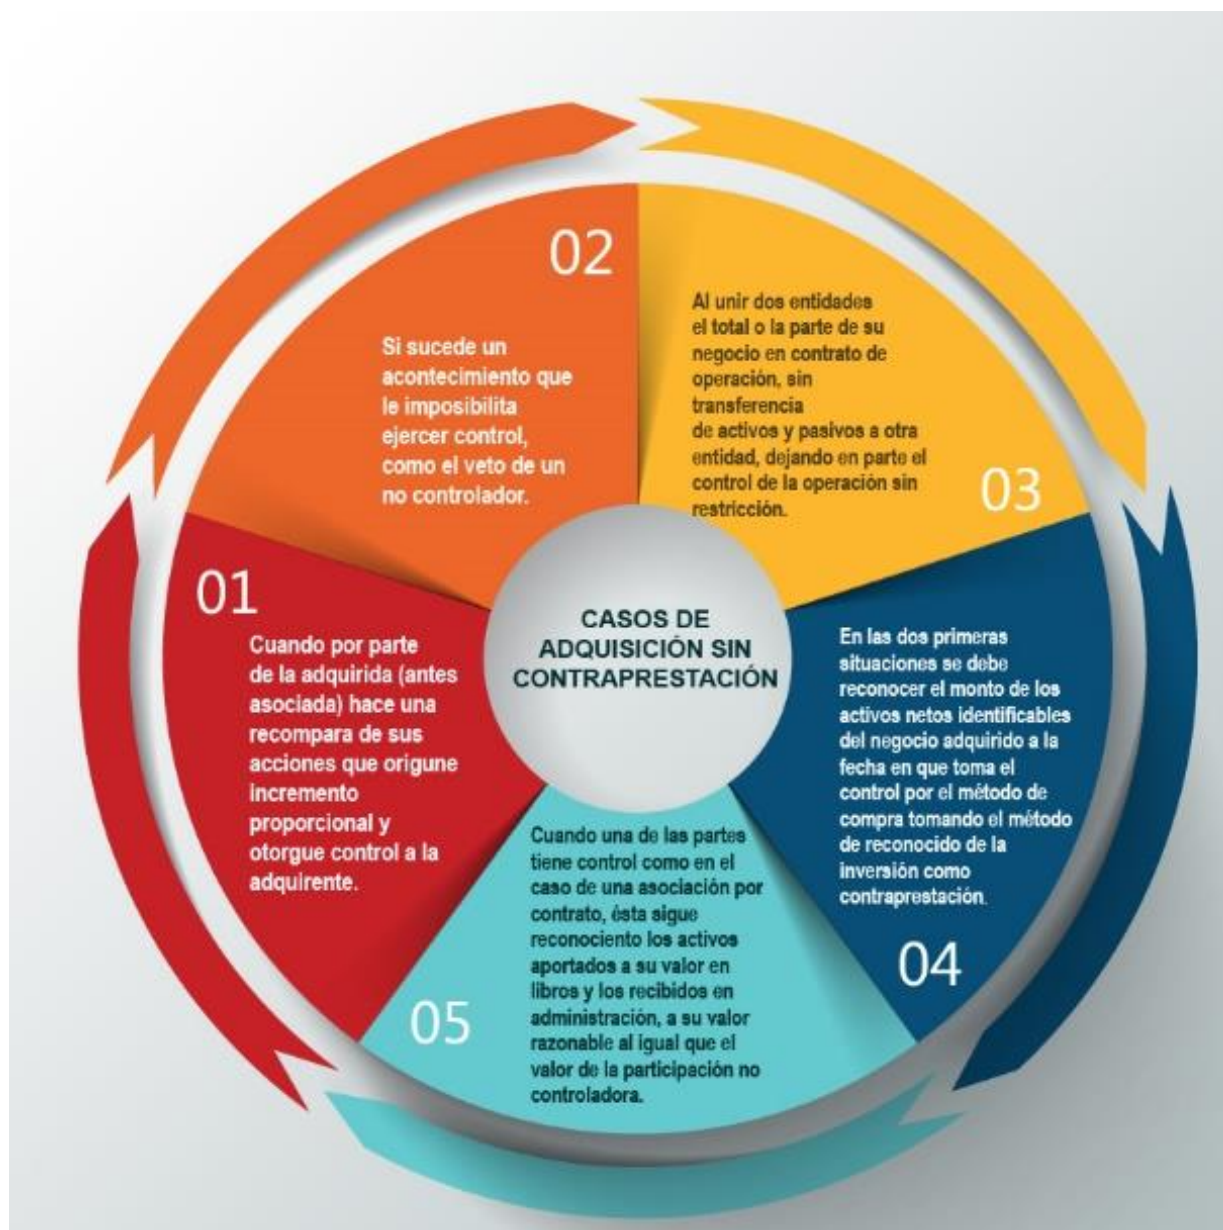 CASOS DE
ADQUISICIÓN SIN
CONTRAPRESTACIÓN
01
Cuando por parte
de la adquirida (antes
asociada) hace una
recompara de sus
acciones que origune
incremento
proporcional y
otorgue control a la
adquirente.
02
Si sucede un
acontecimiento que
le imposibilita
ejercer control,
como el veto de un
no controlador.
03
Al unir dos entidades
el total o la parte de su
negocio en contrato de
operación, sin
transferencia
de activos y pasivos a otra
entidad, dejando en parte el
control de la operación sin
restricción.
04
En las dos primeras
situaciones se debe
reconocer el monto de los
activos netos identificables
del negocio adquirido a la
fecha en que toma el
control por el método de
compra tomando el método
de reconocido de la
inversión como
contraprestación.
05
Cuando una de las partes
tiene control como en el
caso de una asociación por
contrato, ésta sigue
reconociento los activos
aportados a su valor en
libros y los recibidos en
administración, a su valor
razonable al igual que el
valor de la participación no
controladora.